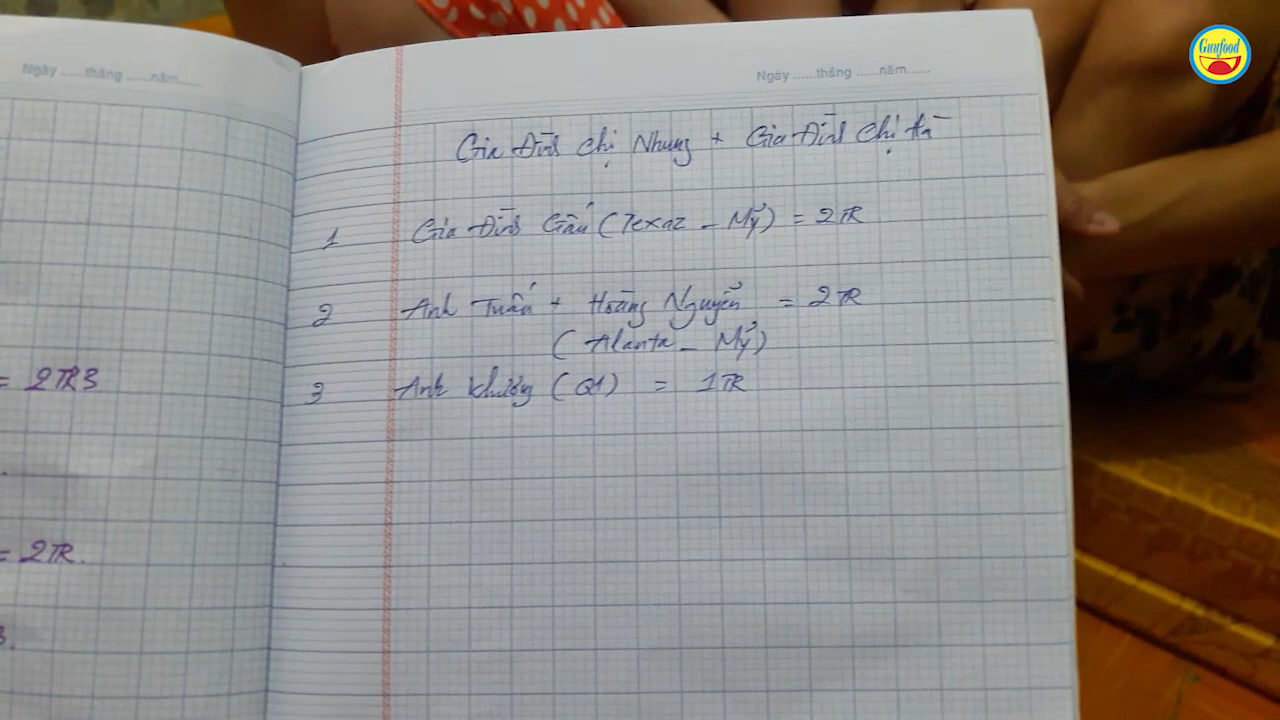 Gunfood
Ngày ......tháng ......năm......
= 2TR3
= 2TR.
Ngày ......tháng ......năm......
Gia Đình chị Nhung + Gia Đình chị Hà
1 Gia Đình Gấu (Texaz - Mỹ) = 2TR
2 Anh Tuấn + Hoàng Nguyễn = 2TR
(Alanta - Mỹ)
3 Anh Khương (Q1) = 1TR